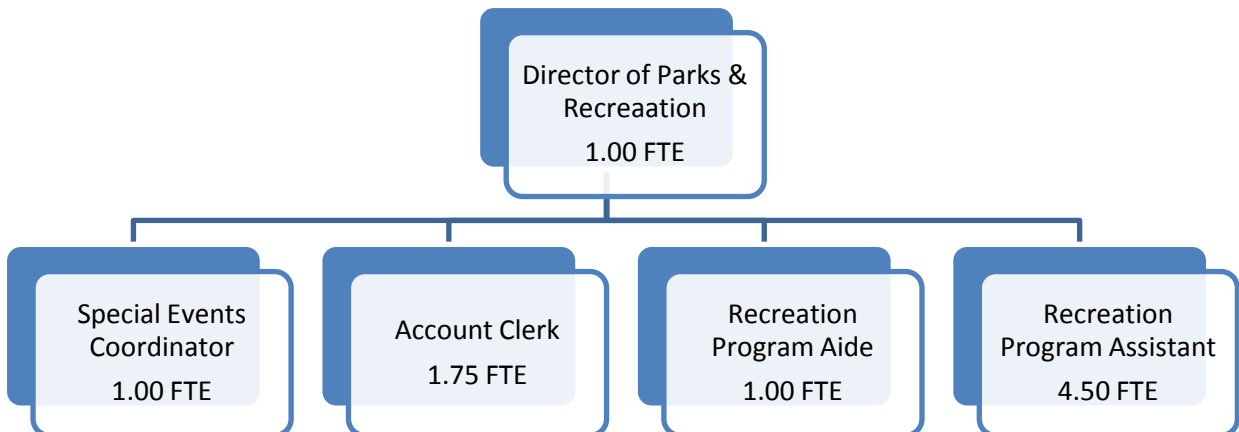 Director of Parks &
Recreaation
1.00 FTE
Special Events
Coordinator
1.00 FTE
Account Clerk
1.75 FTE
Recreation
Program Aide
1.00 FTE
Recreation
Program Assistant
4.50 FTE